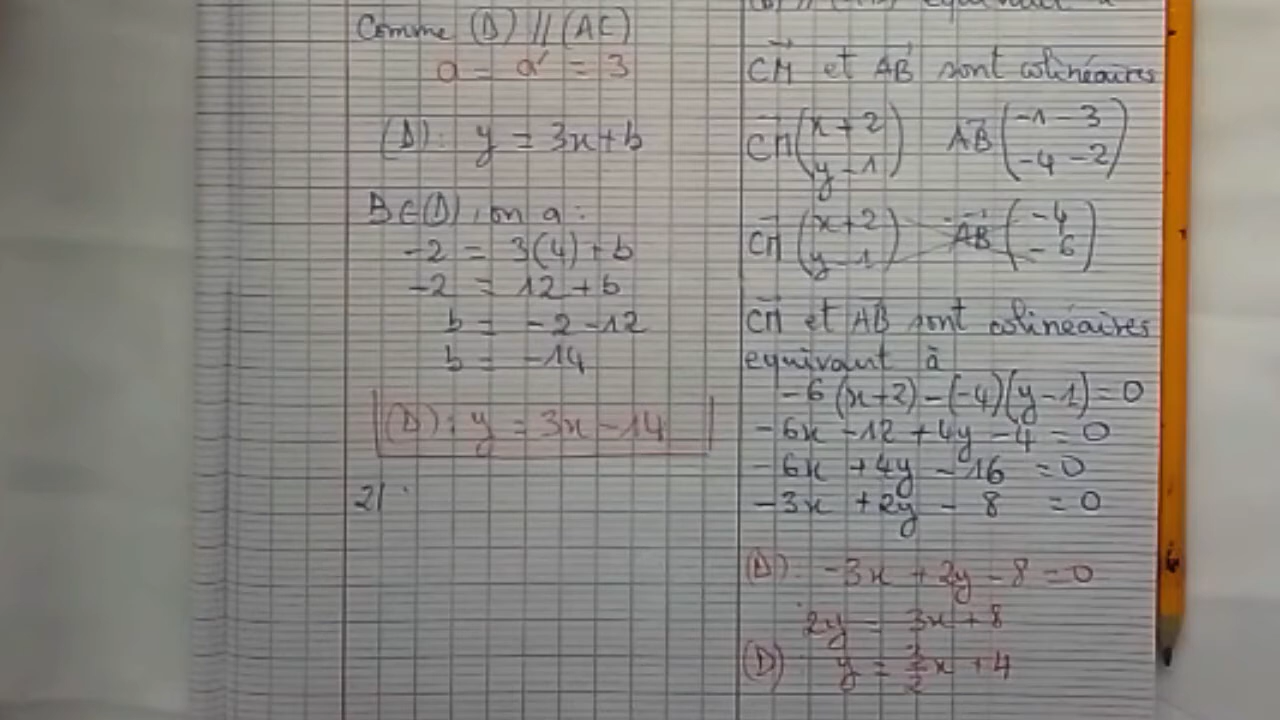 Comme (D) // (AC)
a = a' = 3
(D): y = 3x+b
B∈(D), on a:
-2 = 3(4)+b
-2 = 12+b
b = -2-12
b = -14
(D): y = 3x-14
2/
equivaut à
CM et AB sont colinéaires
CM (x+2 y-1) AB (-1-3 -4-2)
CM (x+2 y-1) AB (-4 -6)
CM et AB sont colinéaires
equivaut à
-6(x+2)-(-4)(y-1)=0
-6x -12 +4y -4 = 0
-6x +4y -16 = 0
-3x +2y - 8 = 0
(D): -3x +2y -8 =0
2y = 3x+8
(D) y = 3/2x +4